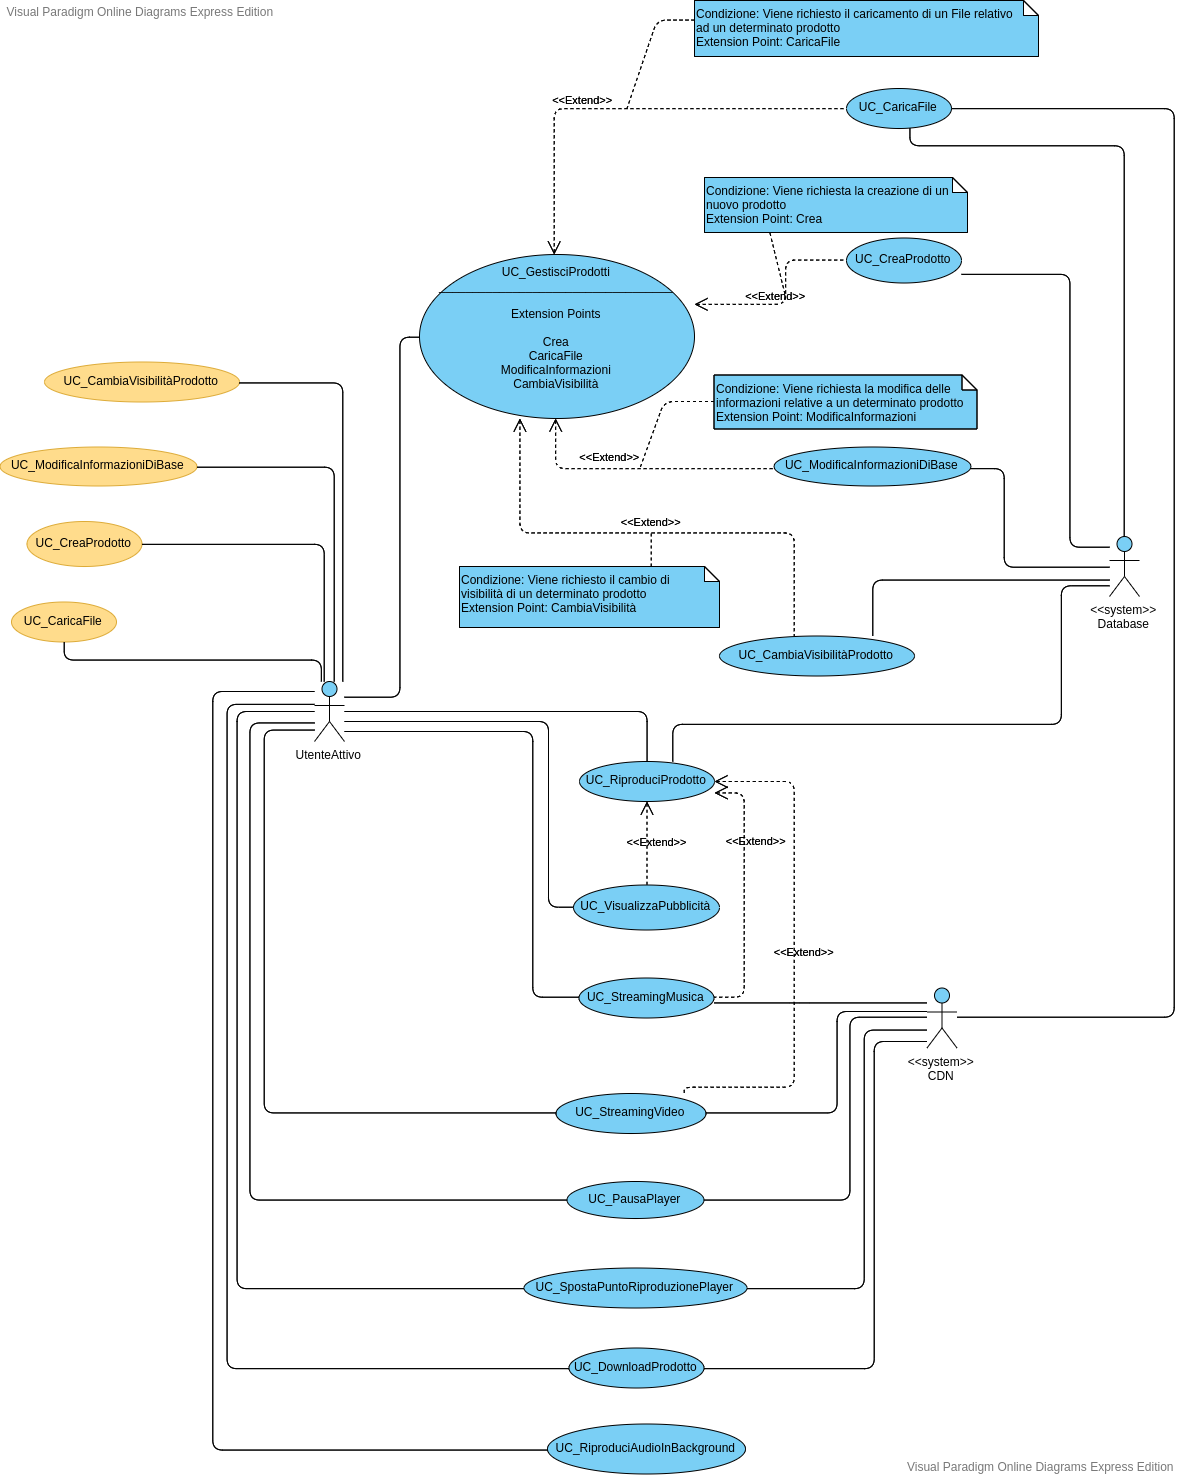 Visual Paradigm Online Diagrams Express Edition
Condizione: Viene richiesto il caricamento di un File relativo
ad un determinato prodotto
Extension Point: CaricaFile
<<Extend>>
UC_CaricaFile
Condizione: Viene richiesta la creazione di un
nuovo prodotto
Extension Point: Crea
UC_CreaProdotto
<<Extend>>
UC_GestisciProdotti
Extension Points
Crea
CaricaFile
ModificaInformazioni
CambiaVisibilità
UC_CambiaVisibilitàProdotto
Condizione: Viene richiesta la modifica delle
informazioni relative a un determinato prodotto
Extension Point: ModificaInformazioni
<<Extend>>
UC_ModificaInformazioniDiBase
UC_ModificaInformazioniDiBase
<<Extend>>
UC_CreaProdotto
Condizione: Viene richiesto il cambio di
visibilità di un determinato prodotto
Extension Point: CambiaVisibilità
<<system>>
Database
UC_CaricaFile
UC_CambiaVisibilitàProdotto
UtenteAttivo
UC_RiproduciProdotto
<<Extend>>
<<Extend>>
UC_VisualizzaPubblicità
<<Extend>>
UC_StreamingMusica
<<system>>
CDN
UC_StreamingVideo
UC_PausaPlayer
UC_SpostaPuntoRiproduzionePlayer
UC_DownloadProdotto
UC_RiproduciAudioInBackground
Visual Paradigm Online Diagrams Express Edition